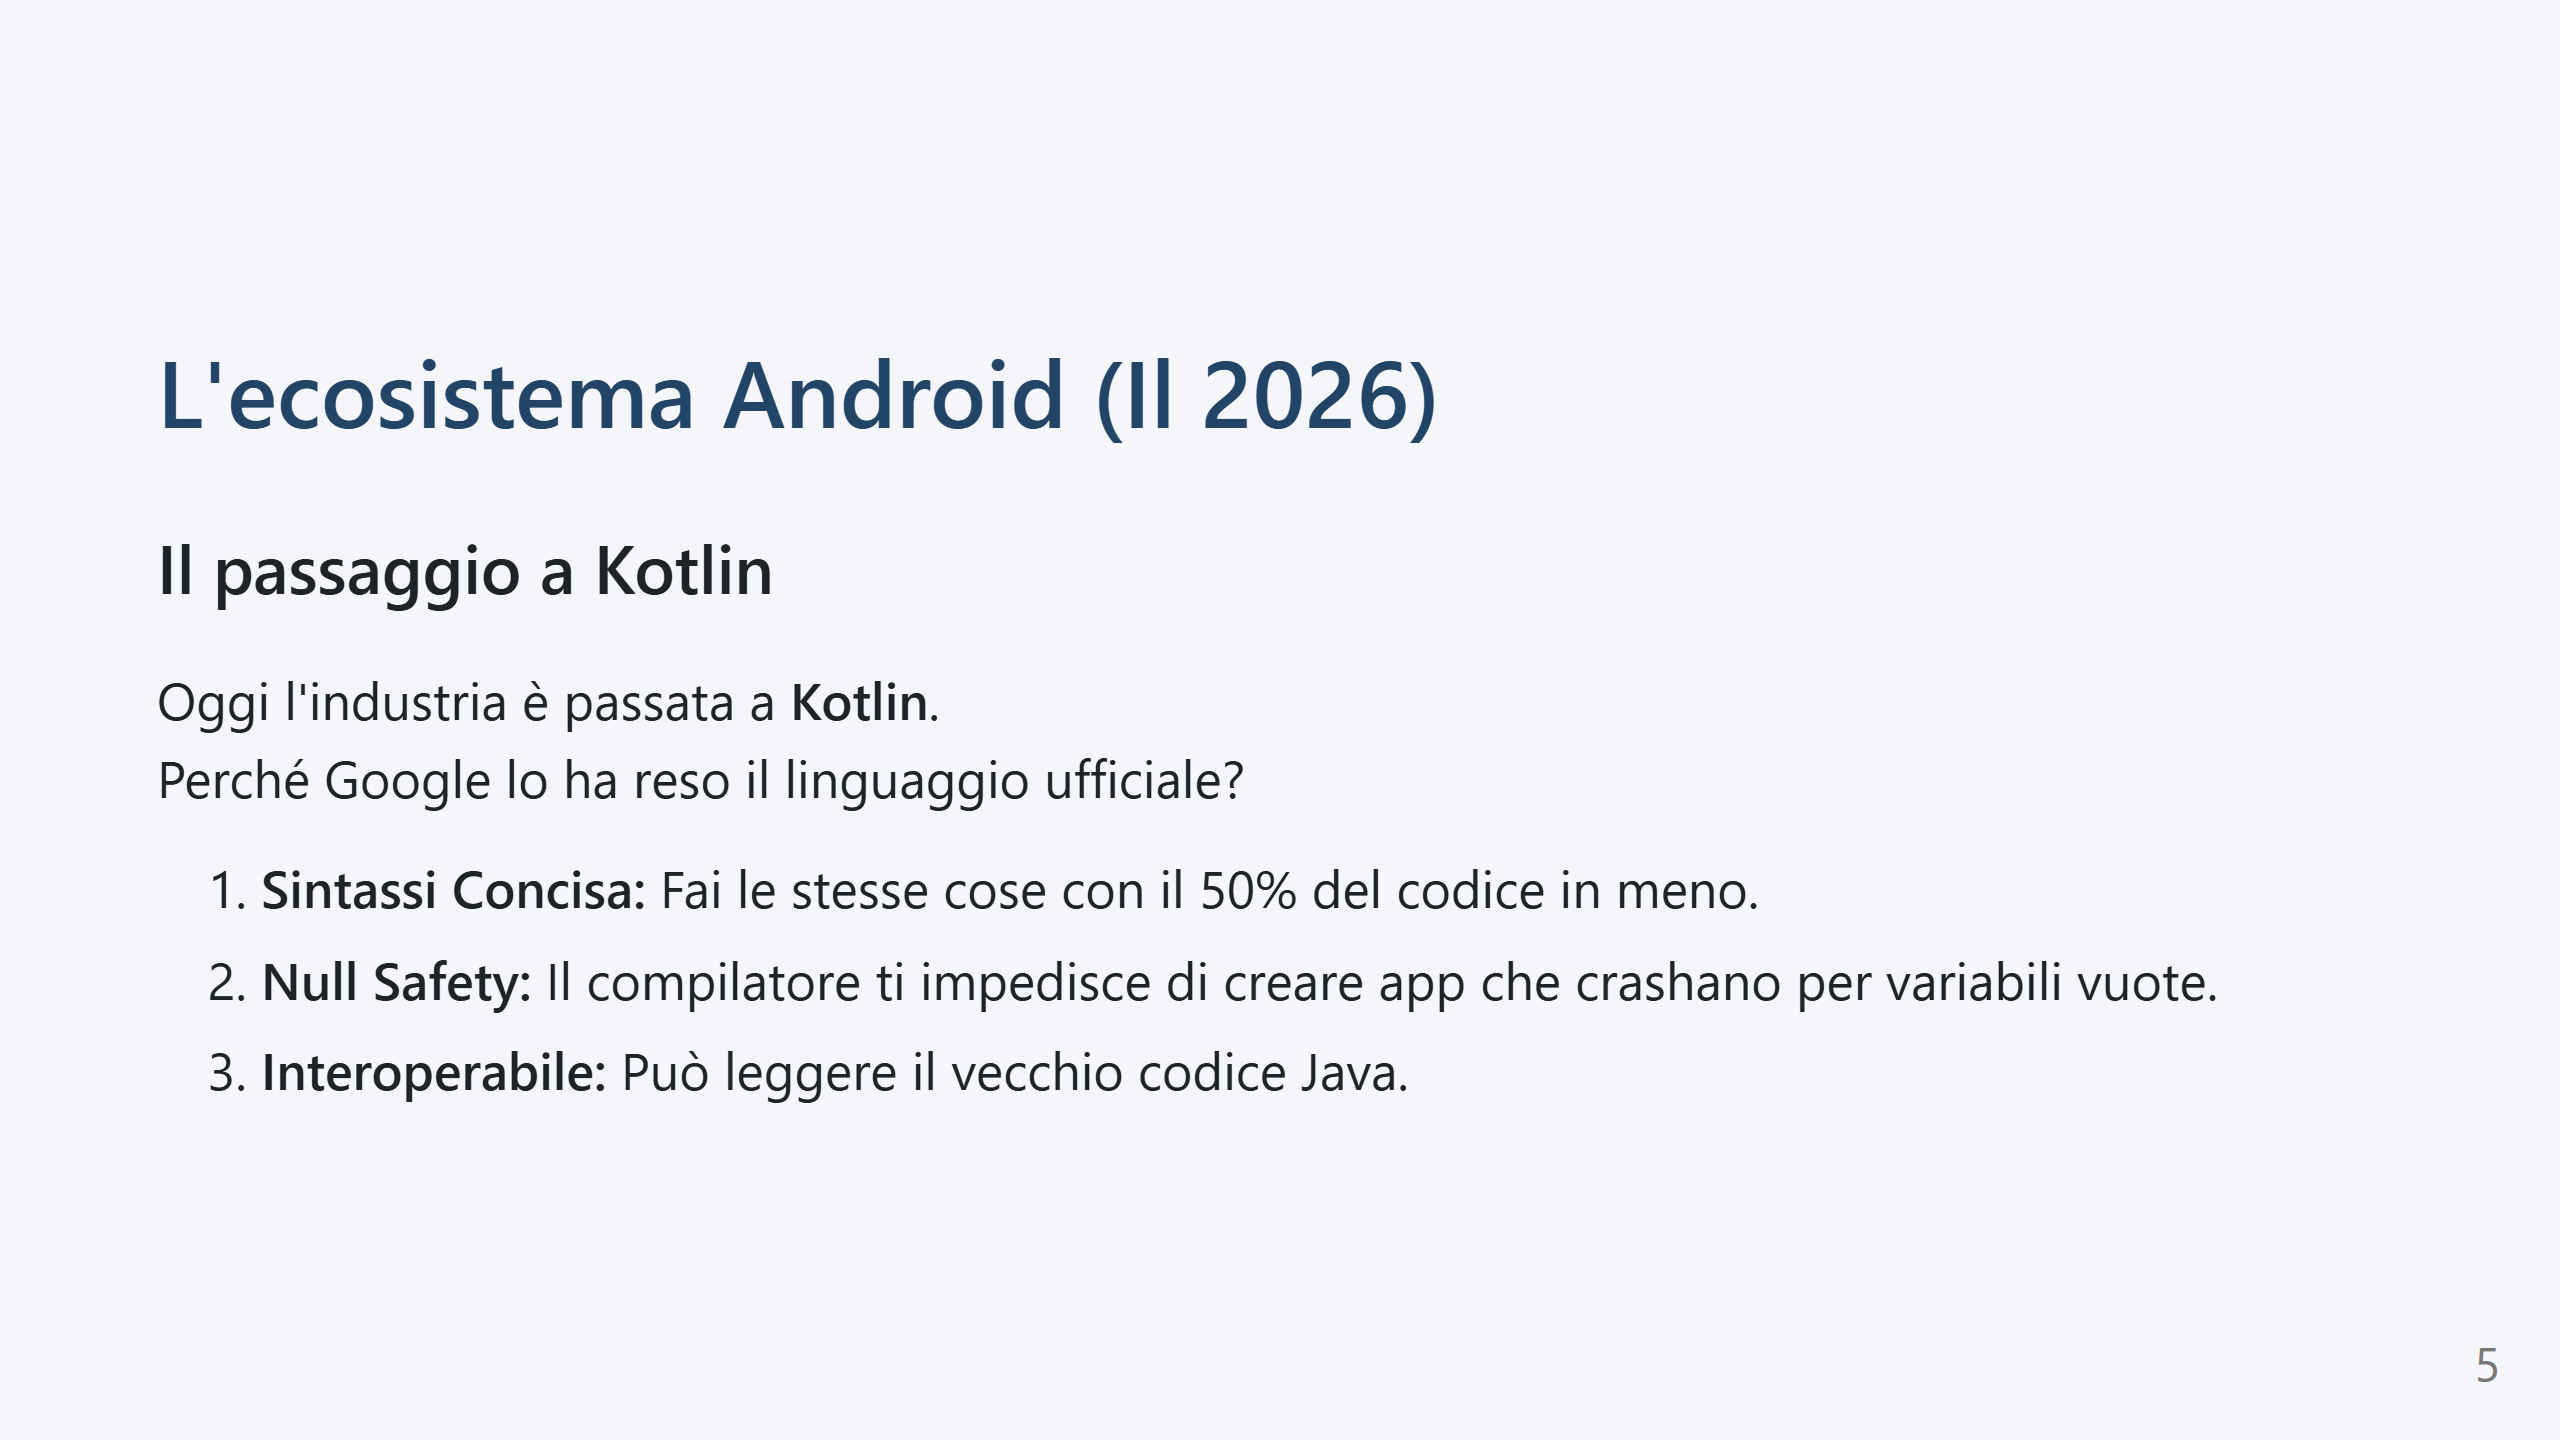 L'ecosistema Android (Il 2026)
Il passaggio a Kotlin
Oggi l'industria è passata a Kotlin.
Perché Google lo ha reso il linguaggio ufficiale?
1. Sintassi Concisa: Fai le stesse cose con il 50% del codice in meno.
2. Null Safety: Il compilatore ti impedisce di creare app che crashano per variabili vuote.
3. Interoperabile: Può leggere il vecchio codice Java.
5